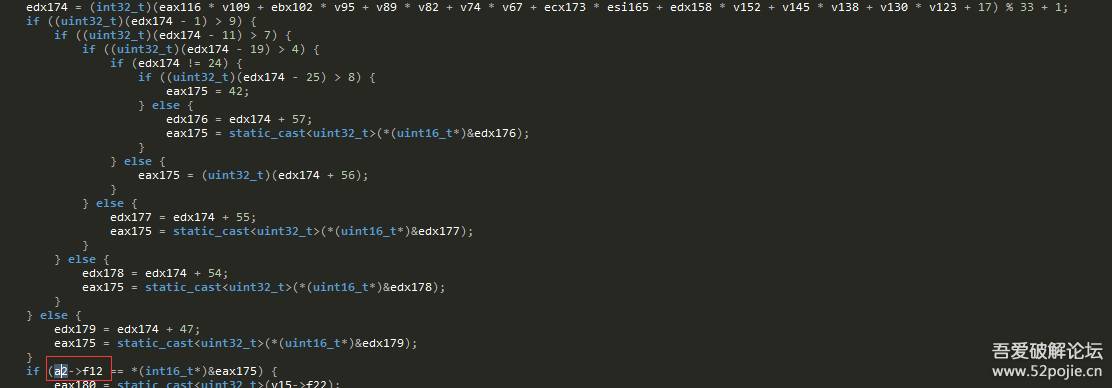 edx174 = (int32_t)(eax116 * v109 + ebx102 * v95 + v89 * v82 + v74 * v67 + ecx173 * esi165 + edx158 * v152 + v145 * v138 + v130 * v123 + 17) % 33 + 1;
if ((uint32_t)(edx174 - 1) > 9) {
if ((uint32_t)(edx174 - 11) > 7) {
if ((uint32_t)(edx174 - 19) > 4) {
if (edx174 != 24) {
if ((uint32_t)(edx174 - 25) > 8) {
eax175 = 42;
} else {
edx176 = edx174 + 57;
eax175 = static_cast<uint32_t>(*(uint16_t*)&edx176);
}
} else {
eax175 = (uint32_t)(edx174 + 56);
}
} else {
edx177 = edx174 + 55;
eax175 = static_cast<uint32_t>(*(uint16_t*)&edx177);
}
} else {
edx178 = edx174 + 54;
eax175 = static_cast<uint32_t>(*(uint16_t*)&edx178);
}
} else {
edx179 = edx174 + 47;
eax175 = static_cast<uint32_t>(*(uint16_t*)&edx179);
}
if (a2->f12 == *(int16_t*)&eax175) {
eax180 = static_cast<uint32_t>(v15->f22);
吾爱破解论坛
www.52pojie.cn